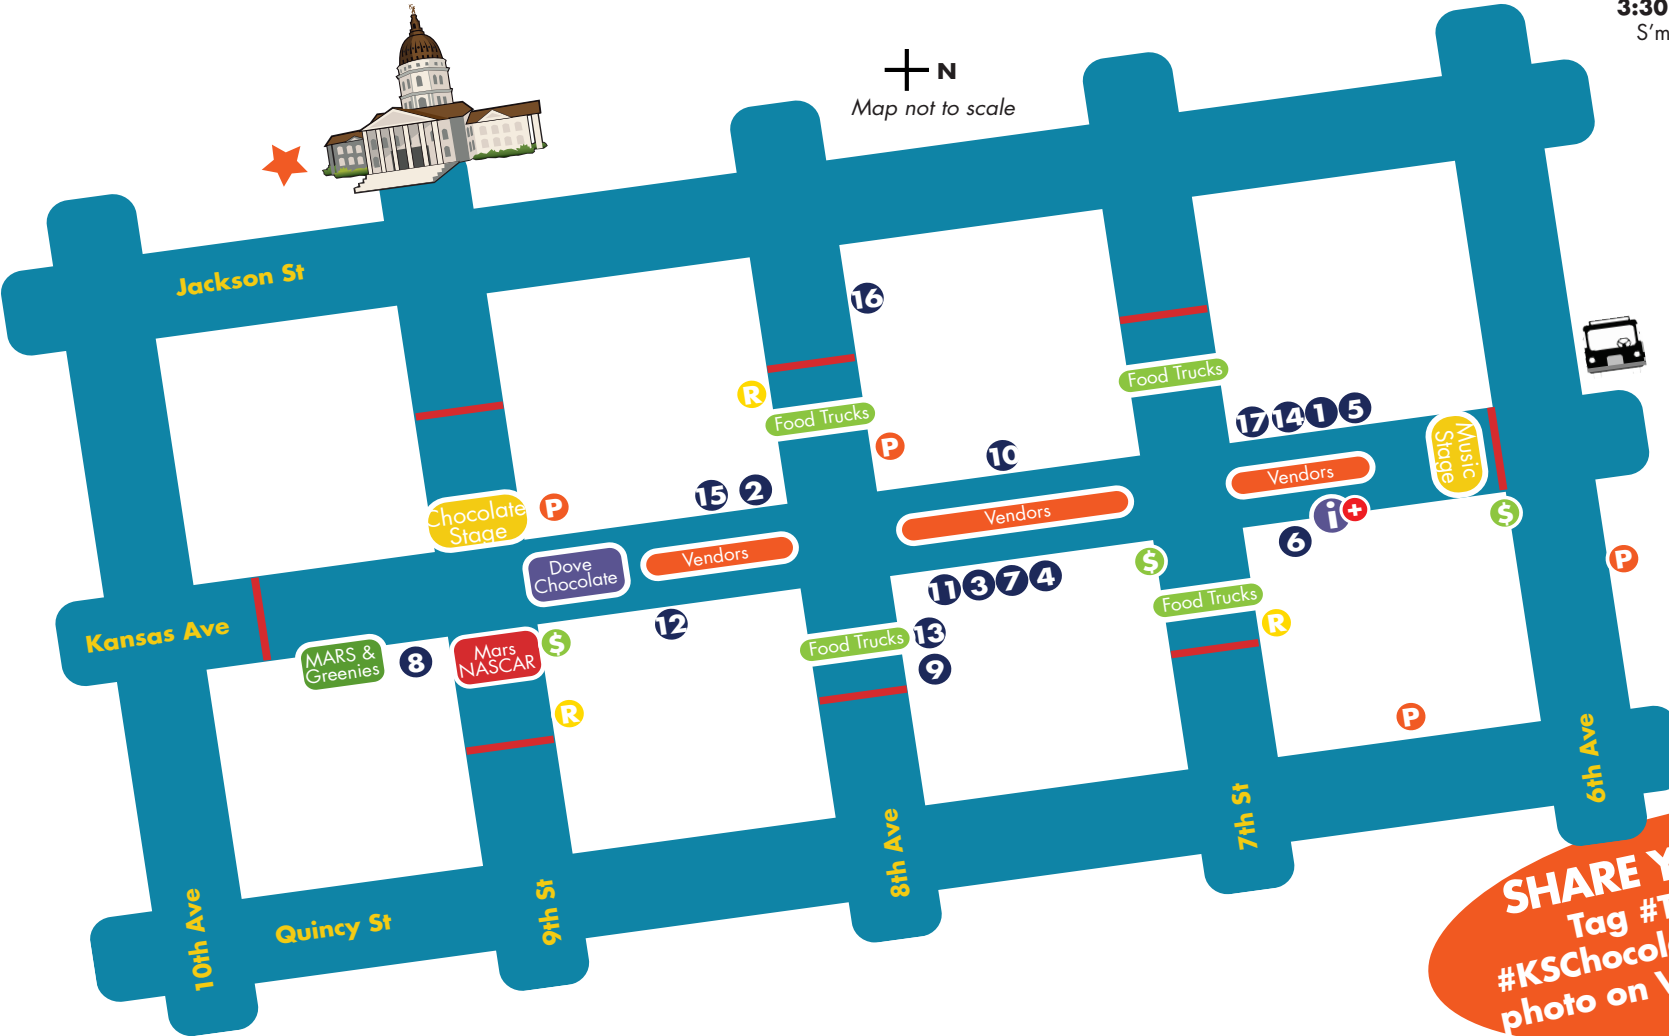 3:30
S'm
N
Map not to scale
Jackson St
16
Food Trucks
R
Food Trucks
P
17 14 1 5
Music
Stage
10
Vendors
15 2
Chocolate
Stage
P
Vendors
i +
$
6
P
Dove
Chocolate
Vendors
$
11 3 7 4
Food Trucks
R
Kansas Ave
12
13
Food Trucks
9
MARS &
Greenies
8
Mars
NASCAR
$
R
P
6th Ave
7th St
8th Ave
9th St
10th Ave
Quincy St
SHARE Y
Tag #T
#KSChocol
photo on